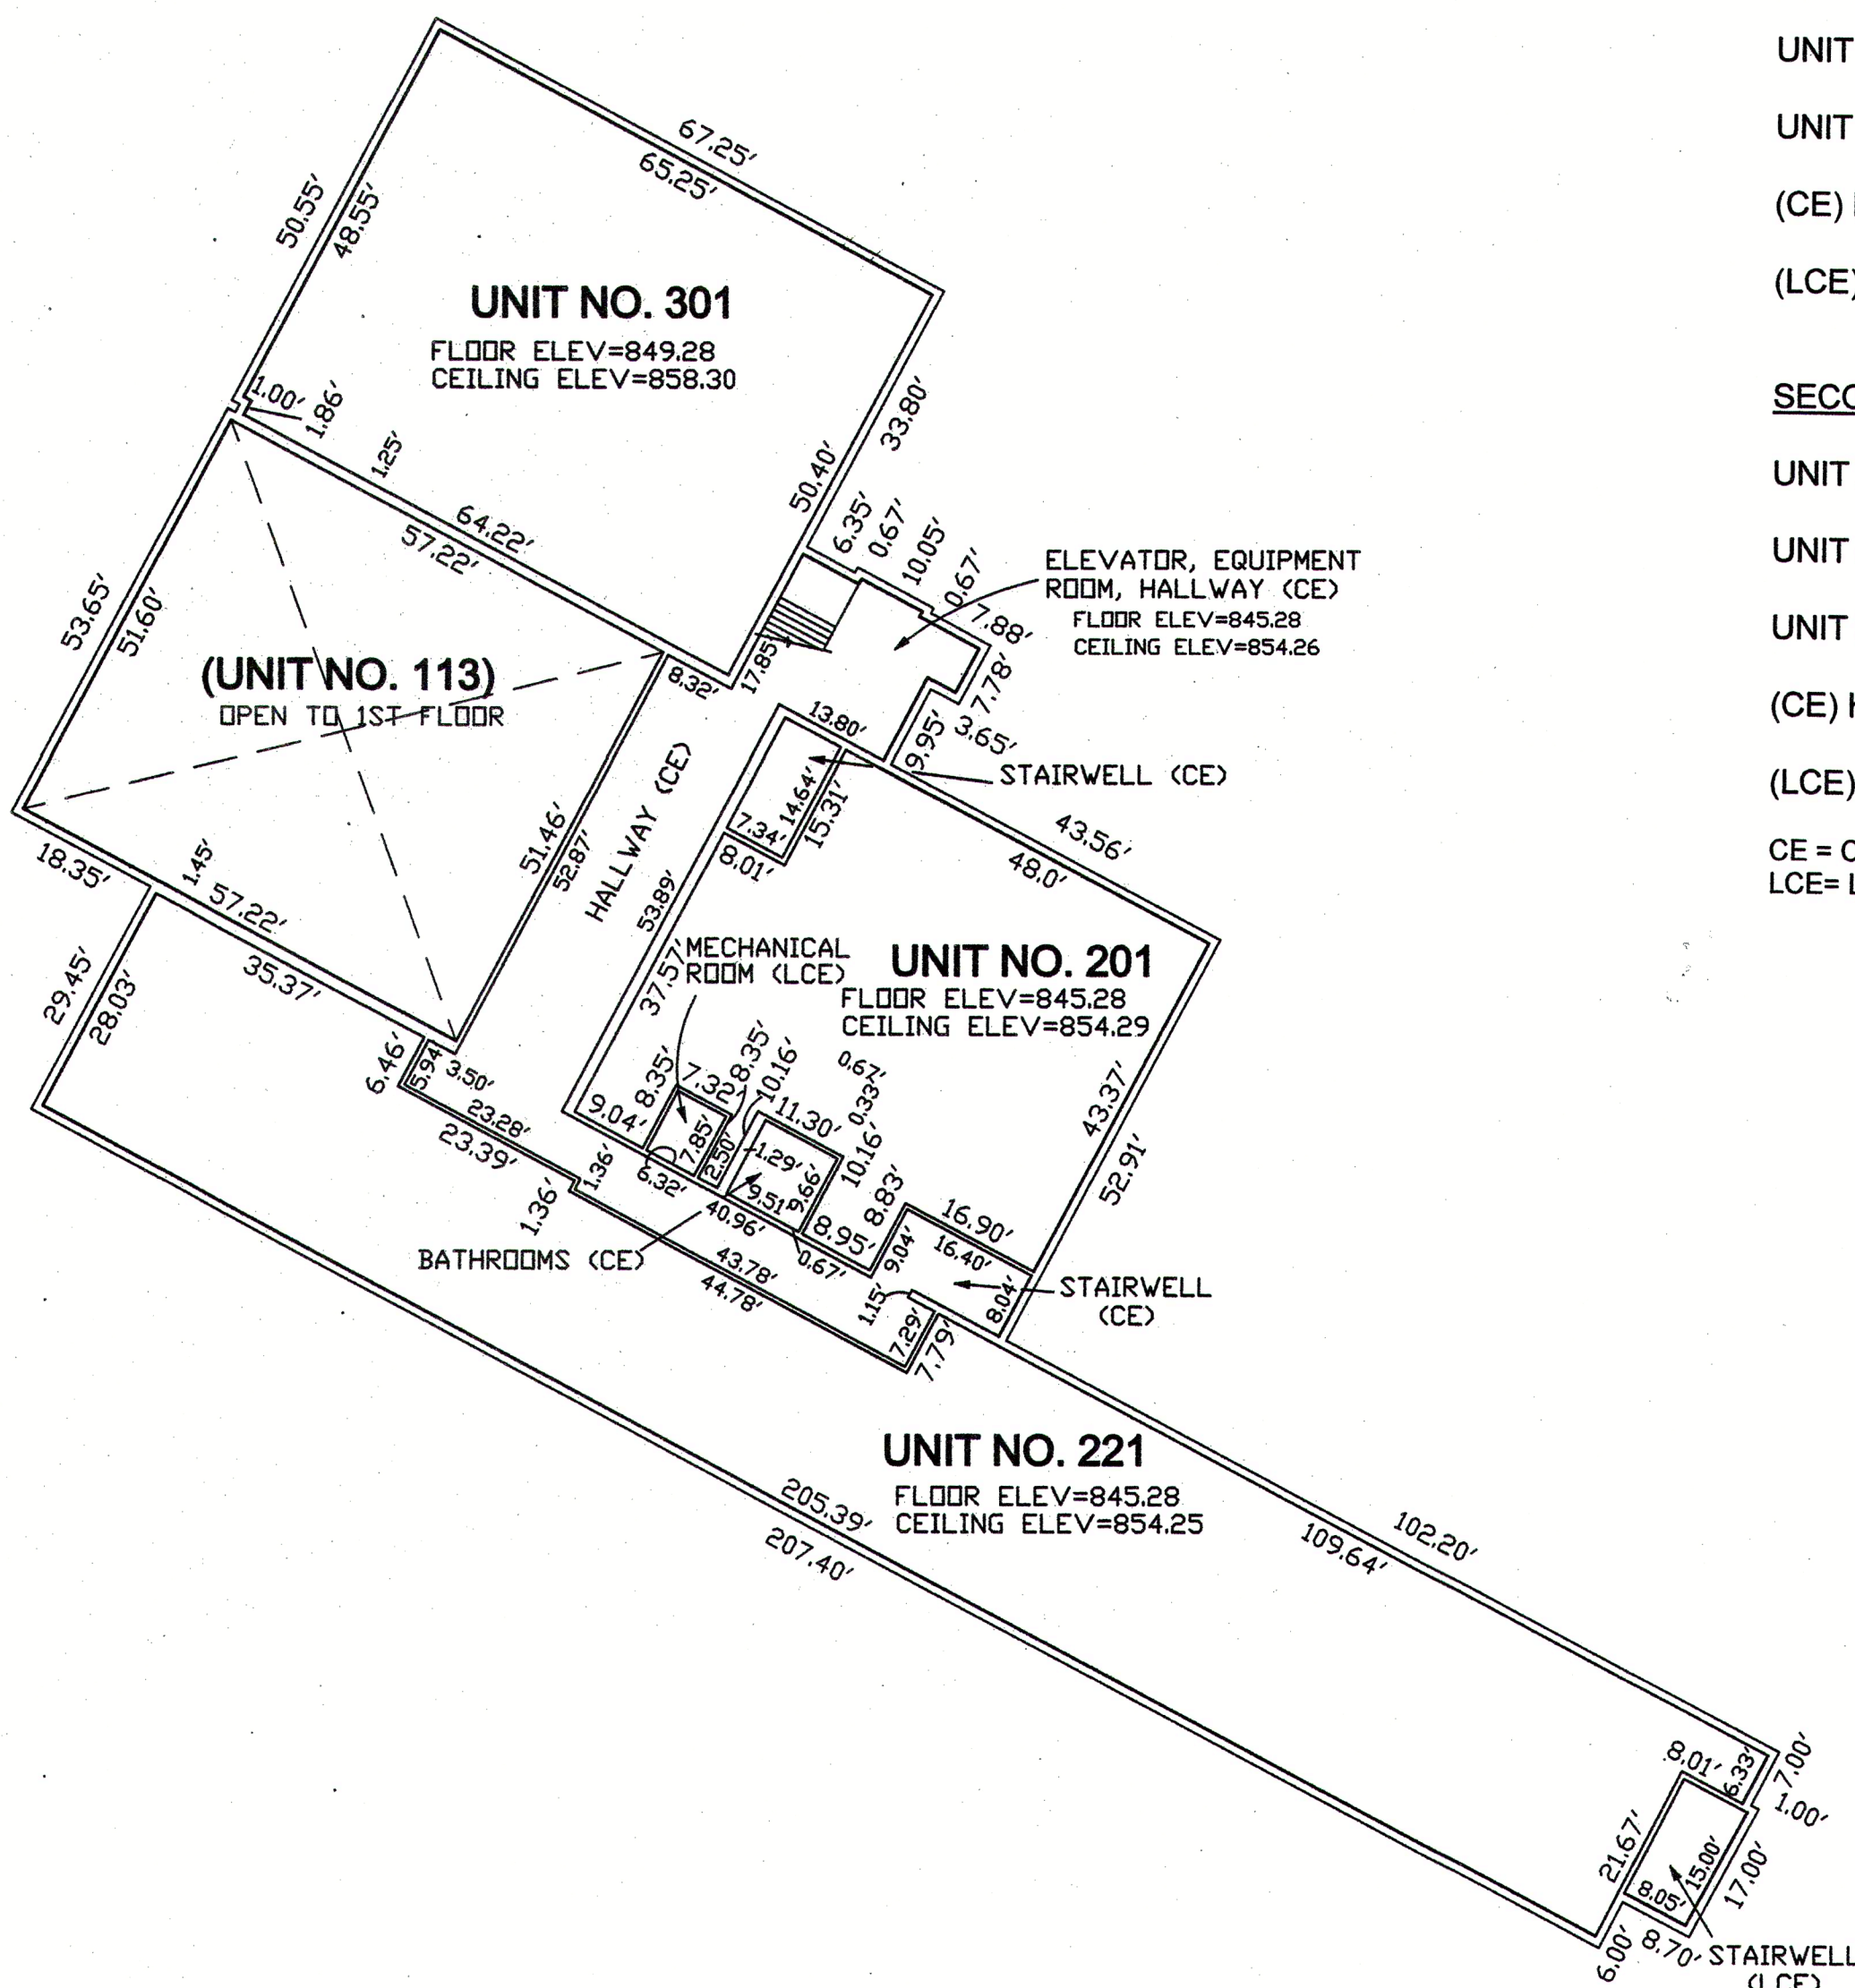 67.25'
65.25'
50.55'
48.55'
UNIT NO. 301
FLOOR ELEV=849.28
CEILING ELEV=858.30
1.00'
1.86'
1.25'
64.22'
57.22'
33.80'
50.40'
6.35'
0.67'
10.05'
0.67'
7.88'
7.78'
3.65'
9.95'
ELEVATOR, EQUIPMENT
ROOM, HALLWAY (CE)
FLOOR ELEV=845.28
CEILING ELEV=854.26
53.65'
51.60'
(UNIT NO. 113)
OPEN TO 1ST FLOOR
8.32'
17.85'
13.80'
STAIRWELL (CE)
14.64'
15.31'
7.34'
8.01'
43.56'
48.0'
51.46'
52.87'
HALLWAY (CE)
53.89'
37.57'
18.35'
1.45'
57.22'
35.37'
29.45'
28.03'
MECHANICAL
ROOM (LCE)
UNIT NO. 201
FLOOR ELEV=845.28
CEILING ELEV=854.29
6.46'
5.94'
3.50'
23.28'
23.39'
1.36'
1.36'
9.04'
8.35'
7.32'
8.35'
10.16'
11.30'
0.67'
0.33'
10.16'
7.85'
2.50'
1.29'
9.51'
9.66'
6.32'
40.96'
8.95'
0.67'
8.83'
9.04'
16.90'
16.40'
43.37'
52.91'
BATHROOMS (CE)
43.78'
44.78'
1.15'
7.29'
7.79'
8.04'
STAIRWELL
(CE)
UNIT NO. 221
FLOOR ELEV=845.28
CEILING ELEV=854.25
205.39'
207.40'
102.20'
109.64'
8.01'
6.33'
7.00'
1.00'
21.67'
15.00'
17.00'
8.05'
6.00'
8.70'
STAIRWELL
(LCE)
UNIT
UNIT
(CE)
(LCE)
SECO
UNIT
UNIT
UNIT
(CE) H
(LCE)
CE = C
LCE= L